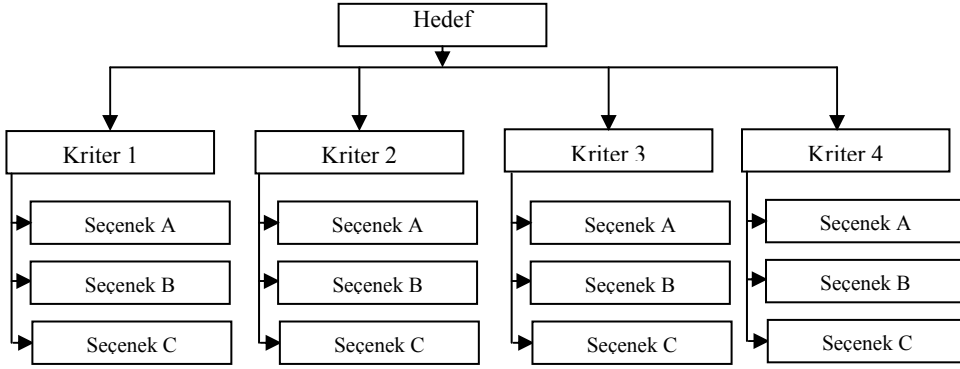 Hedef
Kriter 1
Kriter 2
Kriter 3
Kriter 4
Seçenek A
Seçenek A
Seçenek A
Seçenek A
Seçenek B
Seçenek B
Seçenek B
Seçenek B
Seçenek C
Seçenek C
Seçenek C
Seçenek C